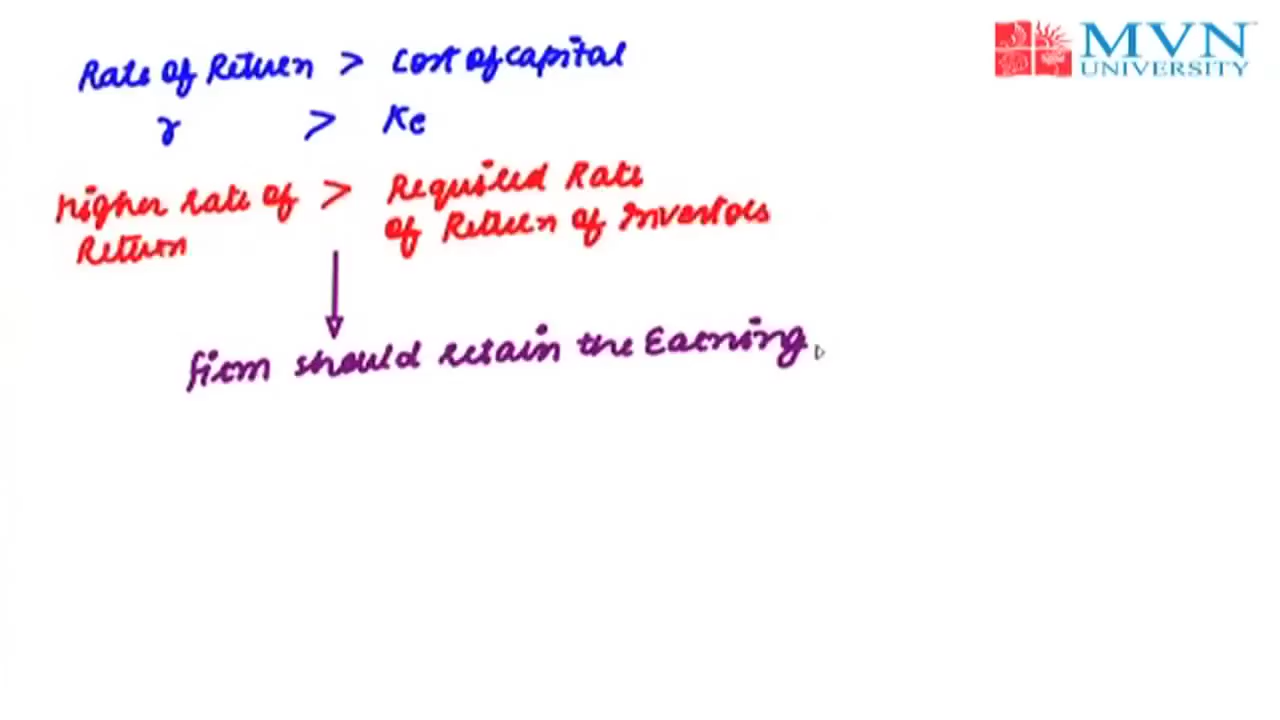 Rate of Return > Cost of capital
r > Ke
Higher rate of > Required Rate
Return of Return of Investors
firm should retain the Earning
MVN
UNIVERSITY